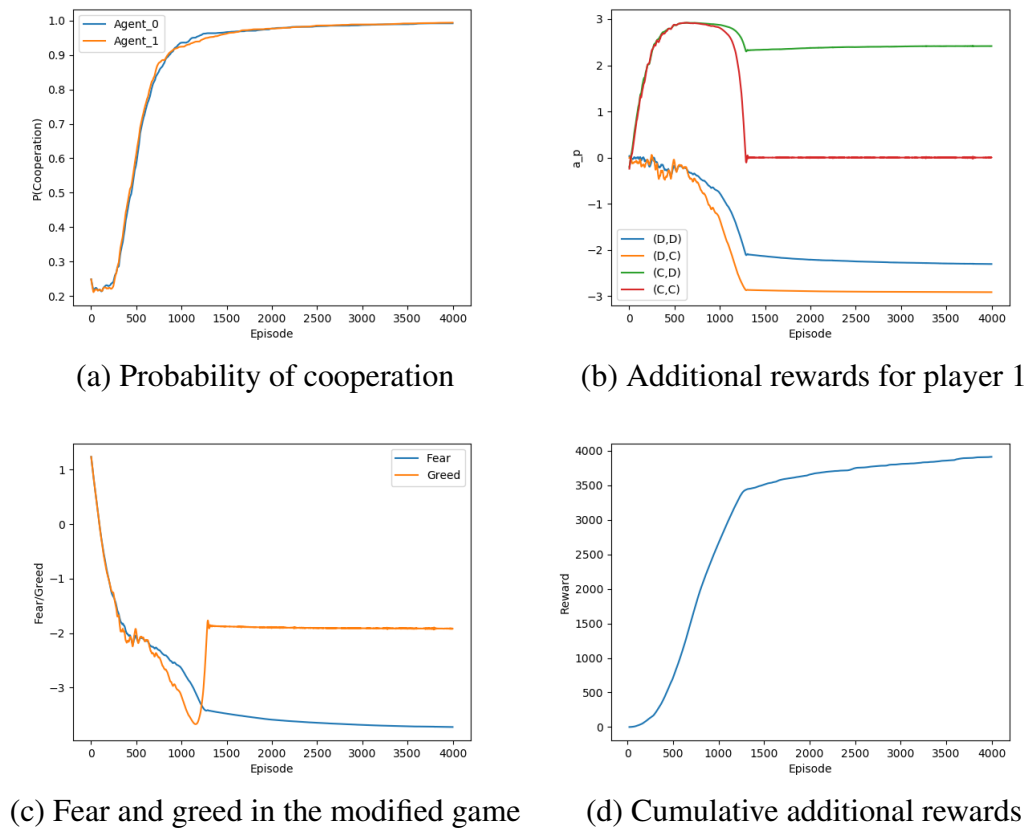 1.0
0.9
0.8
0.7
0.6
0.5
0.4
0.3
0.2
P(Cooperation)
Agent_0
Agent_1
0 500 1000 1500 2000 2500 3000 3500 4000
Episode
(a) Probability of cooperation
3
2
1
0
−1
−2
−3
a_p
(D,D)
(D,C)
(C,D)
(C,C)
0 500 1000 1500 2000 2500 3000 3500 4000
Episode
(b) Additional rewards for player 1
1
0
−1
−2
−3
Fear/Greed
Fear
Greed
0 500 1000 1500 2000 2500 3000 3500 4000
Episode
(c) Fear and greed in the modified game
4000
3500
3000
2500
2000
1500
1000
500
0
Reward
0 500 1000 1500 2000 2500 3000 3500 4000
Episode
(d) Cumulative additional rewards